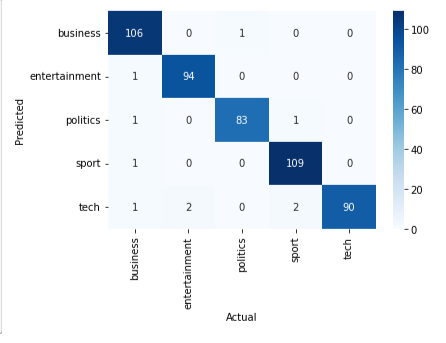 business 106 0 1 0 0
entertainment 1 94 0 0 0
politics 1 0 83 1 0
sport 1 0 0 109 0
tech 1 2 0 2 90
Predicted
business
entertainment
politics
sport
tech
Actual
100
80
60
40
20
0